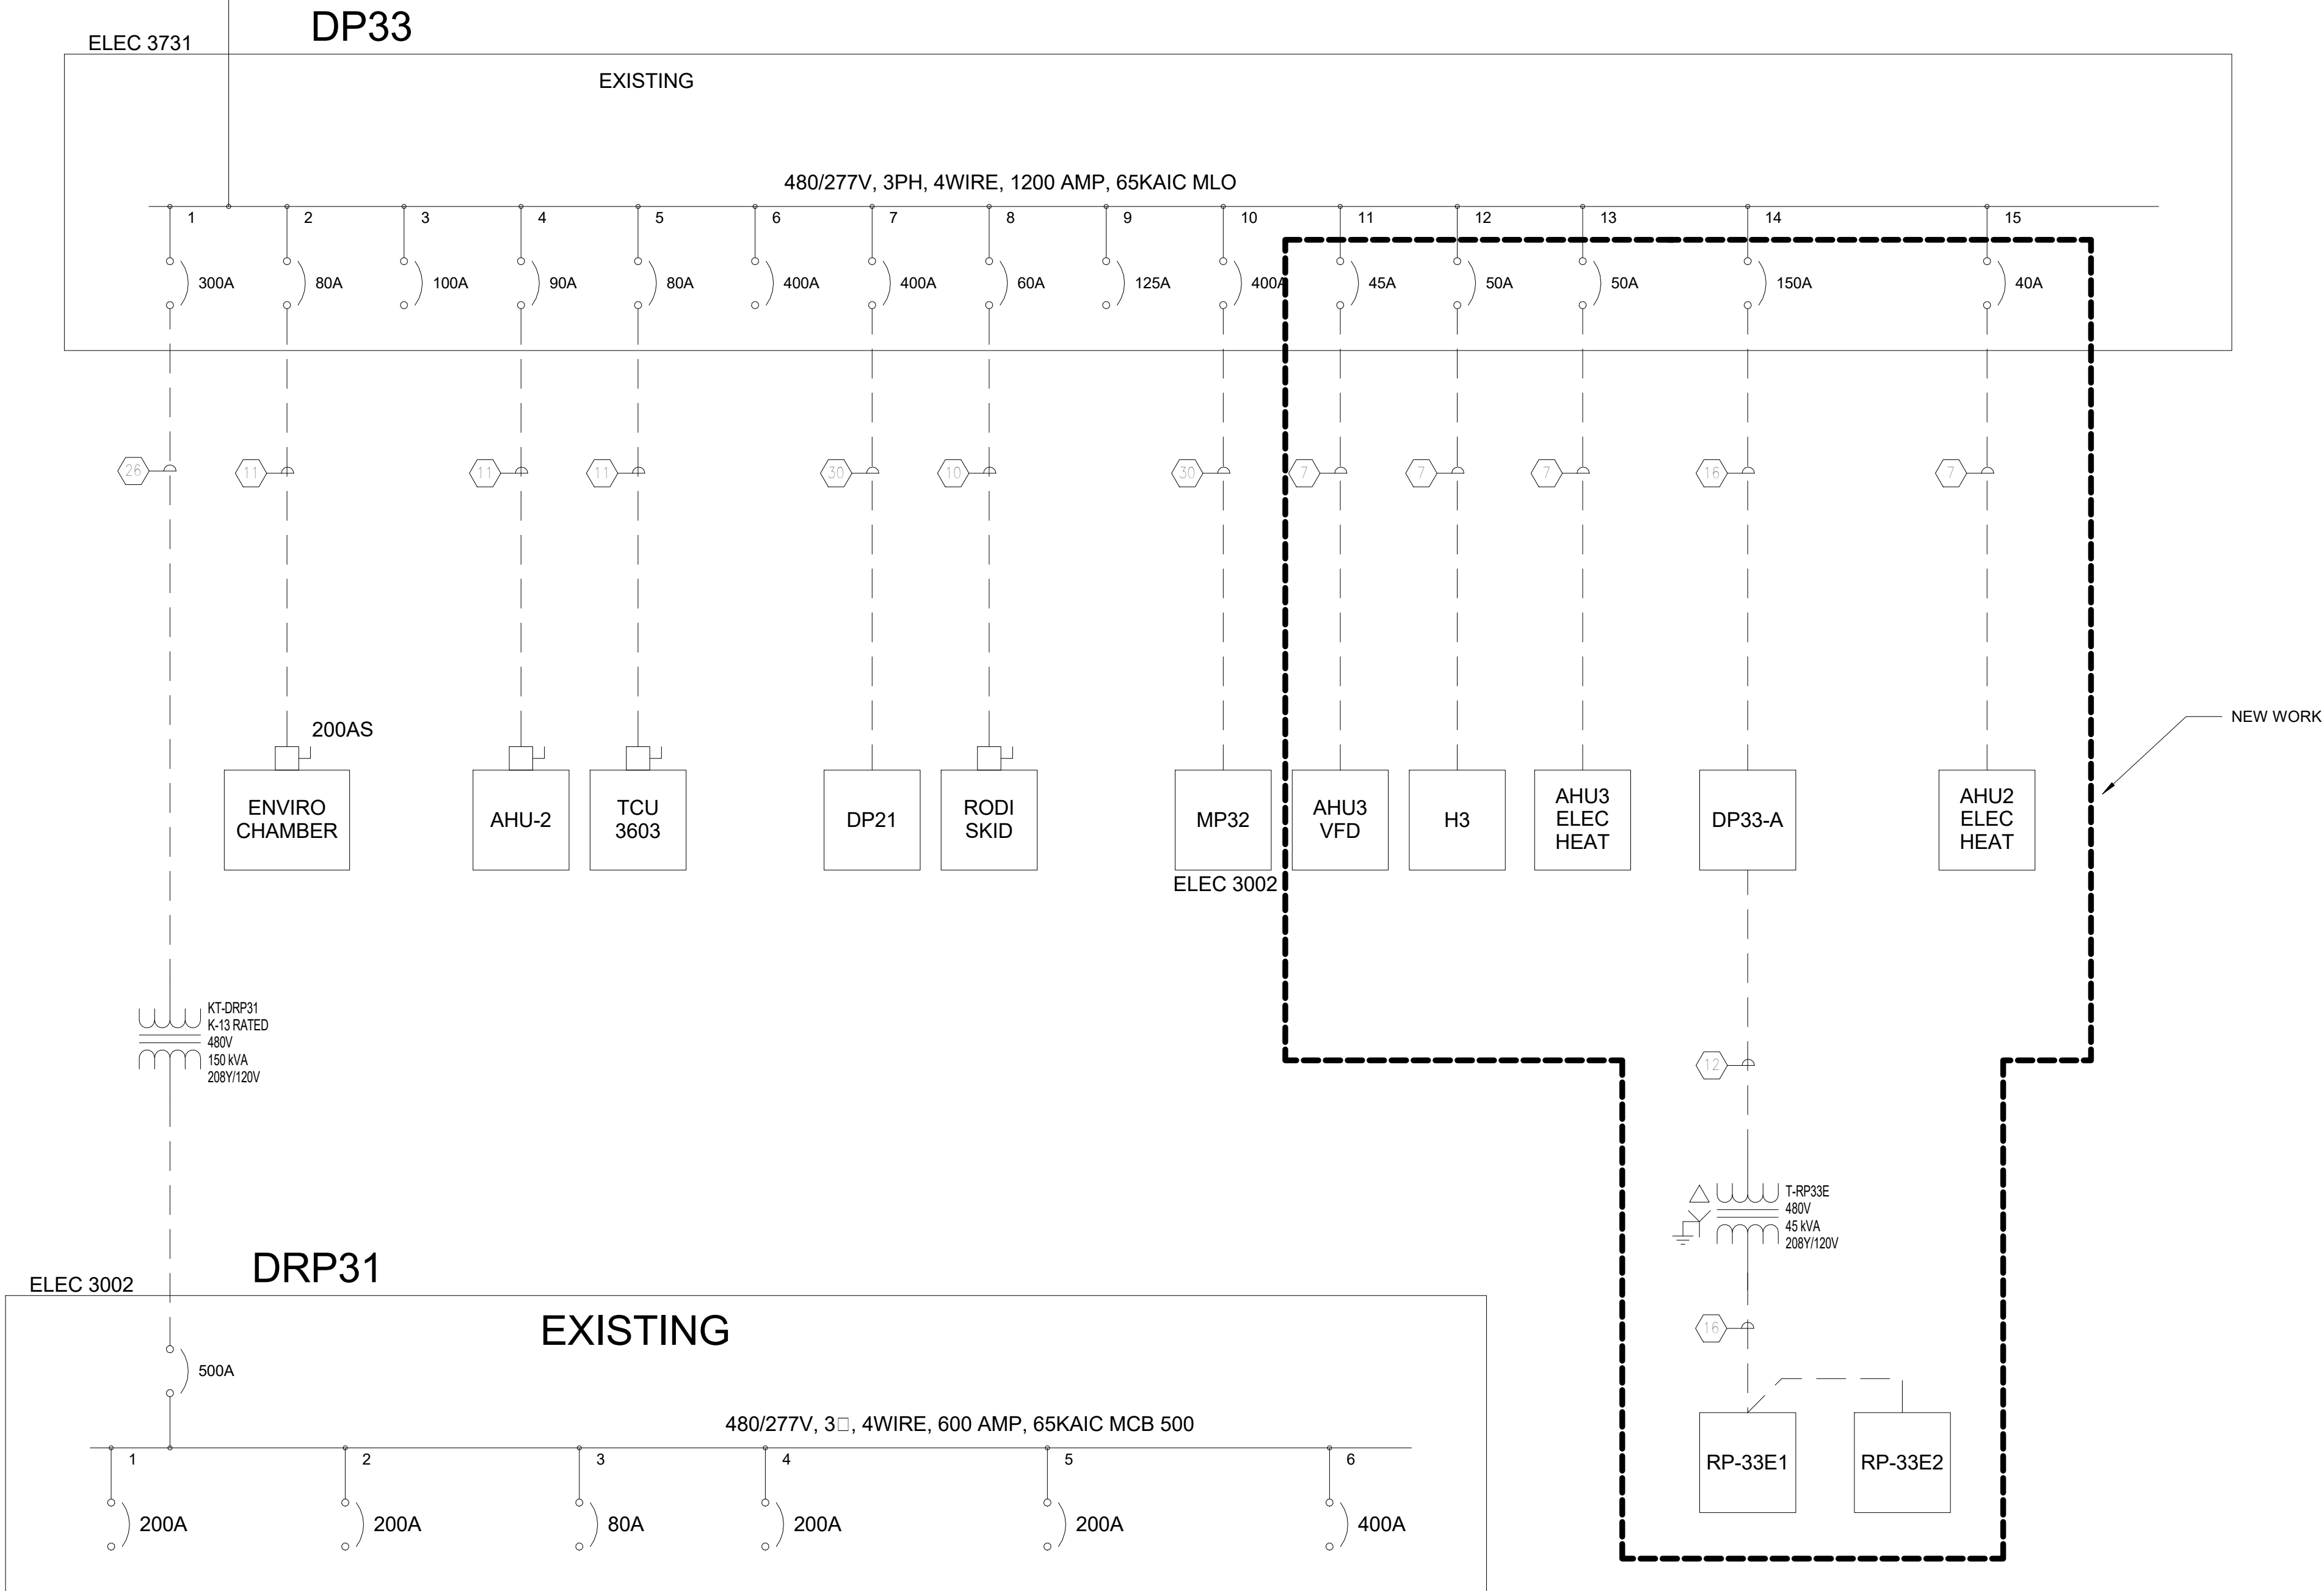 DP33
ELEC 3731
EXISTING
480/277V, 3PH, 4WIRE, 1200 AMP, 65KAIC MLO
1 2 3 4 5 6 7 8 9 10 11 12 13 14 15
300A 80A 100A 90A 80A 400A 400A 60A 125A 400A 45A 50A 50A 150A 40A
26 11 11 11 30 10 30 7 7 7 16 7
NEW WORK
200AS
ENVIRO
CHAMBER
AHU-2
TCU
3603
DP21
RODI
SKID
MP32
ELEC 3002
AHU3
VFD
H3
AHU3
ELEC
HEAT
DP33-A
AHU2
ELEC
HEAT
KT-DRP31
K-13 RATED
480V
150 kVA
208Y/120V
12
T-RP33E
480V
45 kVA
208Y/120V
16
RP-33E1
RP-33E2
DRP31
ELEC 3002
EXISTING
500A
480/277V, 3□, 4WIRE, 600 AMP, 65KAIC MCB 500
1 2 3 4 5 6
200A 200A 80A 200A 200A 400A